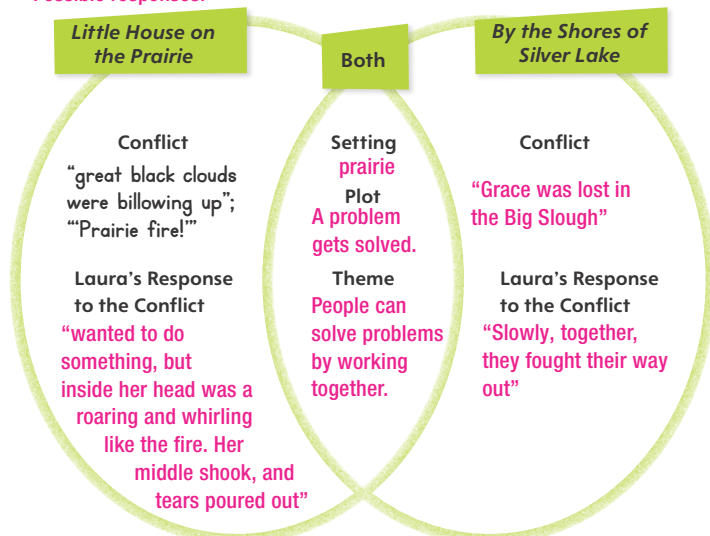 Possible responses:
Little House on
the Prairie
Conflict
“great black clouds
were billowing up”;
“‘Prairie fire!’”
Laura’s Response
to the Conflict
“wanted to do
something, but
inside her head was a
roaring and whirling
like the fire. Her
middle shook, and
tears poured out”
Both
Setting
prairie
Plot
A problem
gets solved.
Theme
People can
solve problems
by working
together.
By the Shores of
Silver Lake
Conflict
“Grace was lost in
the Big Slough”
Laura’s Response
to the Conflict
“Slowly, together,
they fought their way
out”